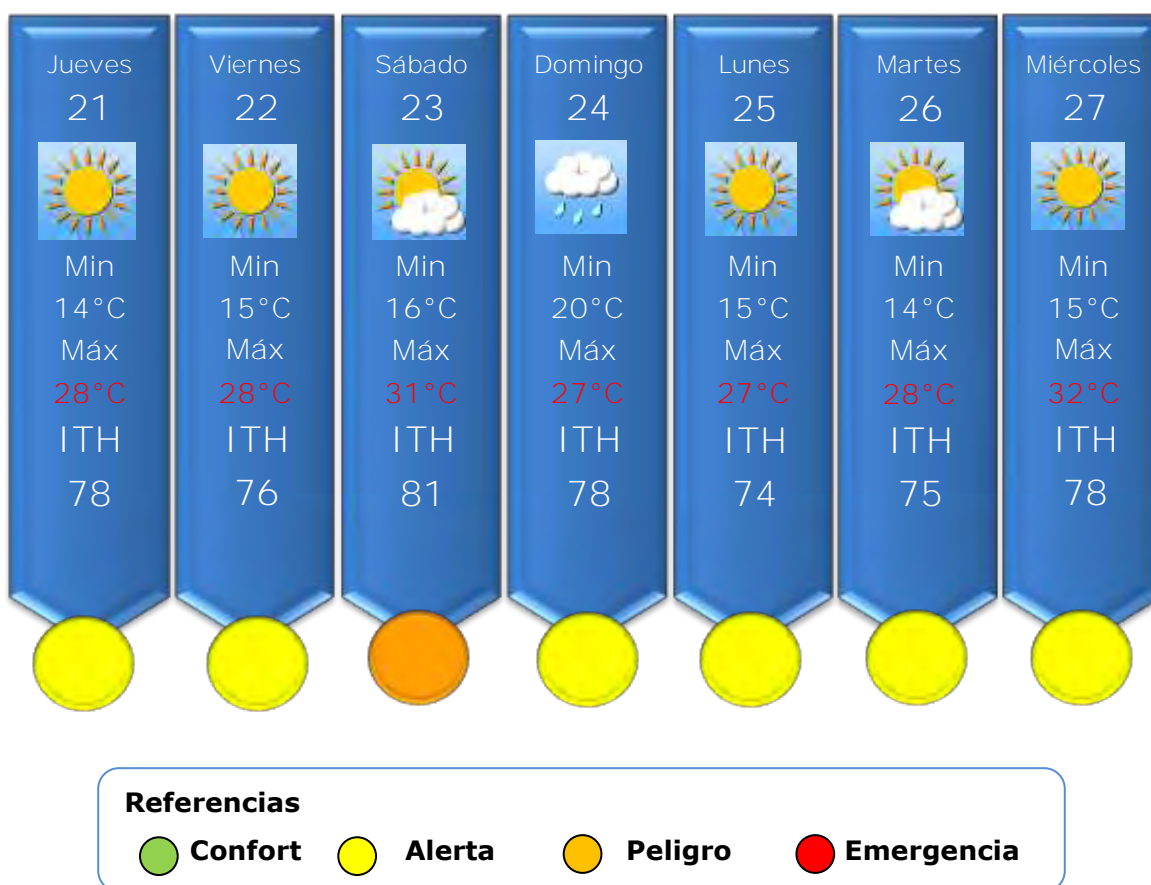 Jueves
21
Min
14°C
Máx
28°C
ITH
78
Viernes
22
Min
15°C
Máx
28°C
ITH
76
Sábado
23
Min
16°C
Máx
31°C
ITH
81
Domingo
24
Min
20°C
Máx
27°C
ITH
78
Lunes
25
Min
15°C
Máx
27°C
ITH
74
Martes
26
Min
14°C
Máx
28°C
ITH
75
Miércoles
27
Min
15°C
Máx
32°C
ITH
78
Referencias
Confort Alerta Peligro Emergencia